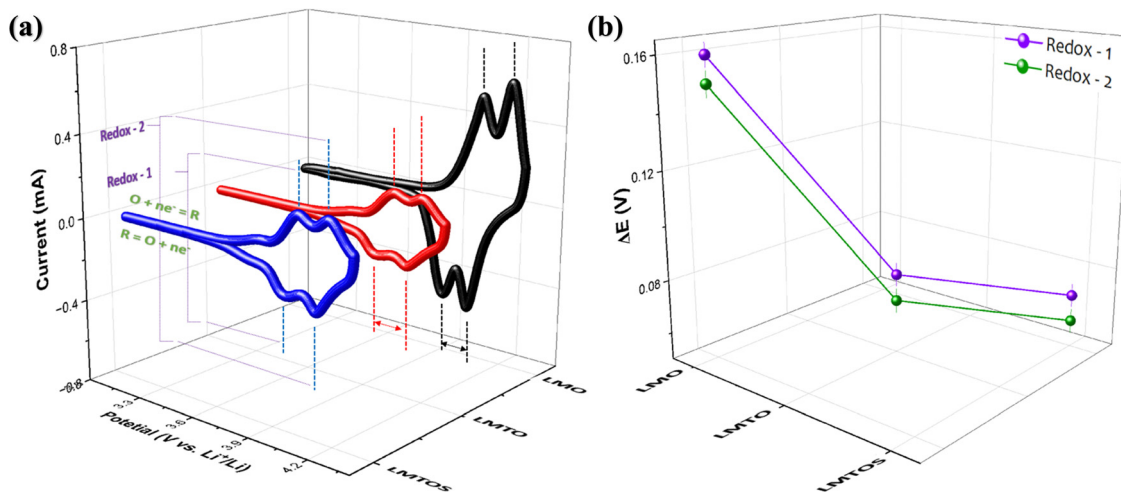 (a)
0.8
0.4
0.0
-0.4
-0.8
Current (mA)
Redox - 2
Redox - 1
O + ne⁻ = R
R = O + ne⁻
3.3
3.6
3.9
4.2
Potetial (V vs. Li⁺/Li)
LMTOS
LMTO
LMO
(b)
0.16
0.12
0.08
ΔE (V)
Redox - 1
Redox - 2
LMO
LMTO
LMTOS